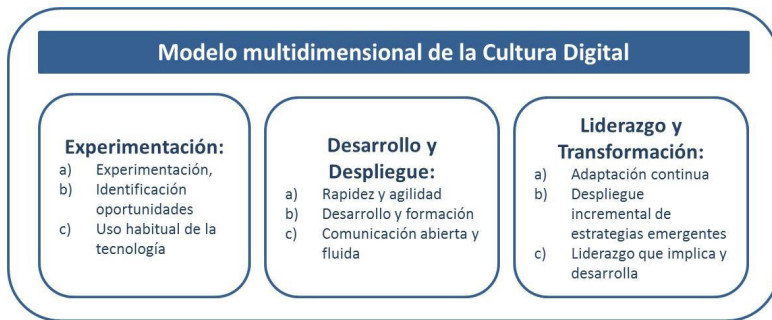 Modelo multidimensional de la Cultura Digital
Experimentación:
a) Experimentación,
b) Identificación
oportunidades
c) Uso habitual de la
tecnología
Desarrollo y
Despliegue:
a) Rapidez y agilidad
b) Desarrollo y formación
c) Comunicación abierta y
fluida
Liderazgo y
Transformación:
a) Adaptación continua
b) Despliegue
incremental de
estrategias emergentes
c) Liderazgo que implica y
desarrolla